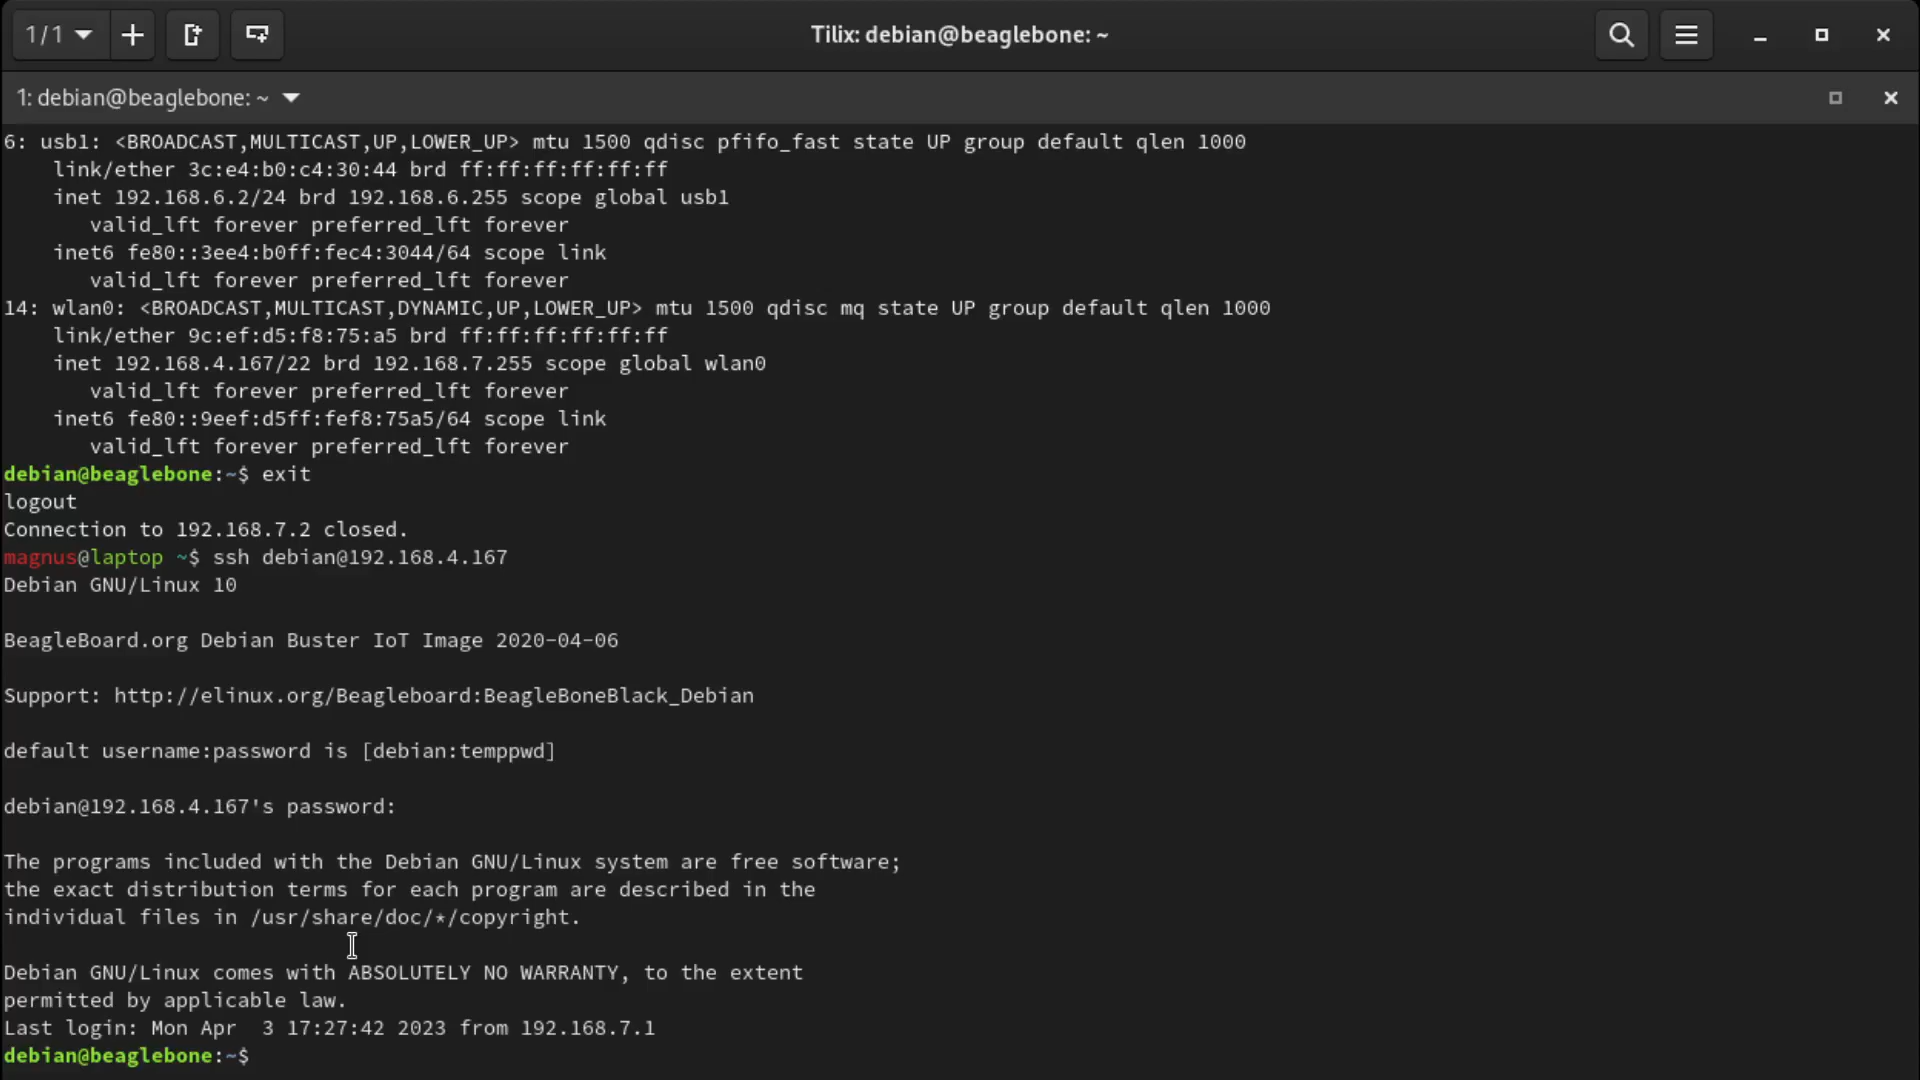 1/1
Tilix: debian@beaglebone: ~
1: debian@beaglebone: ~
6: usb1: <BROADCAST,MULTICAST,UP,LOWER_UP> mtu 1500 qdisc pfifo_fast state UP group default qlen 1000
    link/ether 3c:e4:b0:c4:30:44 brd ff:ff:ff:ff:ff:ff
    inet 192.168.6.2/24 brd 192.168.6.255 scope global usb1
       valid_lft forever preferred_lft forever
    inet6 fe80::3ee4:b0ff:fec4:3044/64 scope link
       valid_lft forever preferred_lft forever
14: wlan0: <BROADCAST,MULTICAST,DYNAMIC,UP,LOWER_UP> mtu 1500 qdisc mq state UP group default qlen 1000
    link/ether 9c:ef:d5:f8:75:a5 brd ff:ff:ff:ff:ff:ff
    inet 192.168.4.167/22 brd 192.168.7.255 scope global wlan0
       valid_lft forever preferred_lft forever
    inet6 fe80::9eef:d5ff:fef8:75a5/64 scope link
       valid_lft forever preferred_lft forever
debian@beaglebone:~$ exit
logout
Connection to 192.168.7.2 closed.
magnus@laptop ~$ ssh debian@192.168.4.167
Debian GNU/Linux 10
BeagleBoard.org Debian Buster IoT Image 2020-04-06
Support: http://elinux.org/Beagleboard:BeagleBoneBlack_Debian
default username:password is [debian:temppwd]
debian@192.168.4.167's password:
The programs included with the Debian GNU/Linux system are free software;
the exact distribution terms for each program are described in the
individual files in /usr/share/doc/*/copyright.
Debian GNU/Linux comes with ABSOLUTELY NO WARRANTY, to the extent
permitted by applicable law.
Last login: Mon Apr  3 17:27:42 2023 from 192.168.7.1
debian@beaglebone:~$